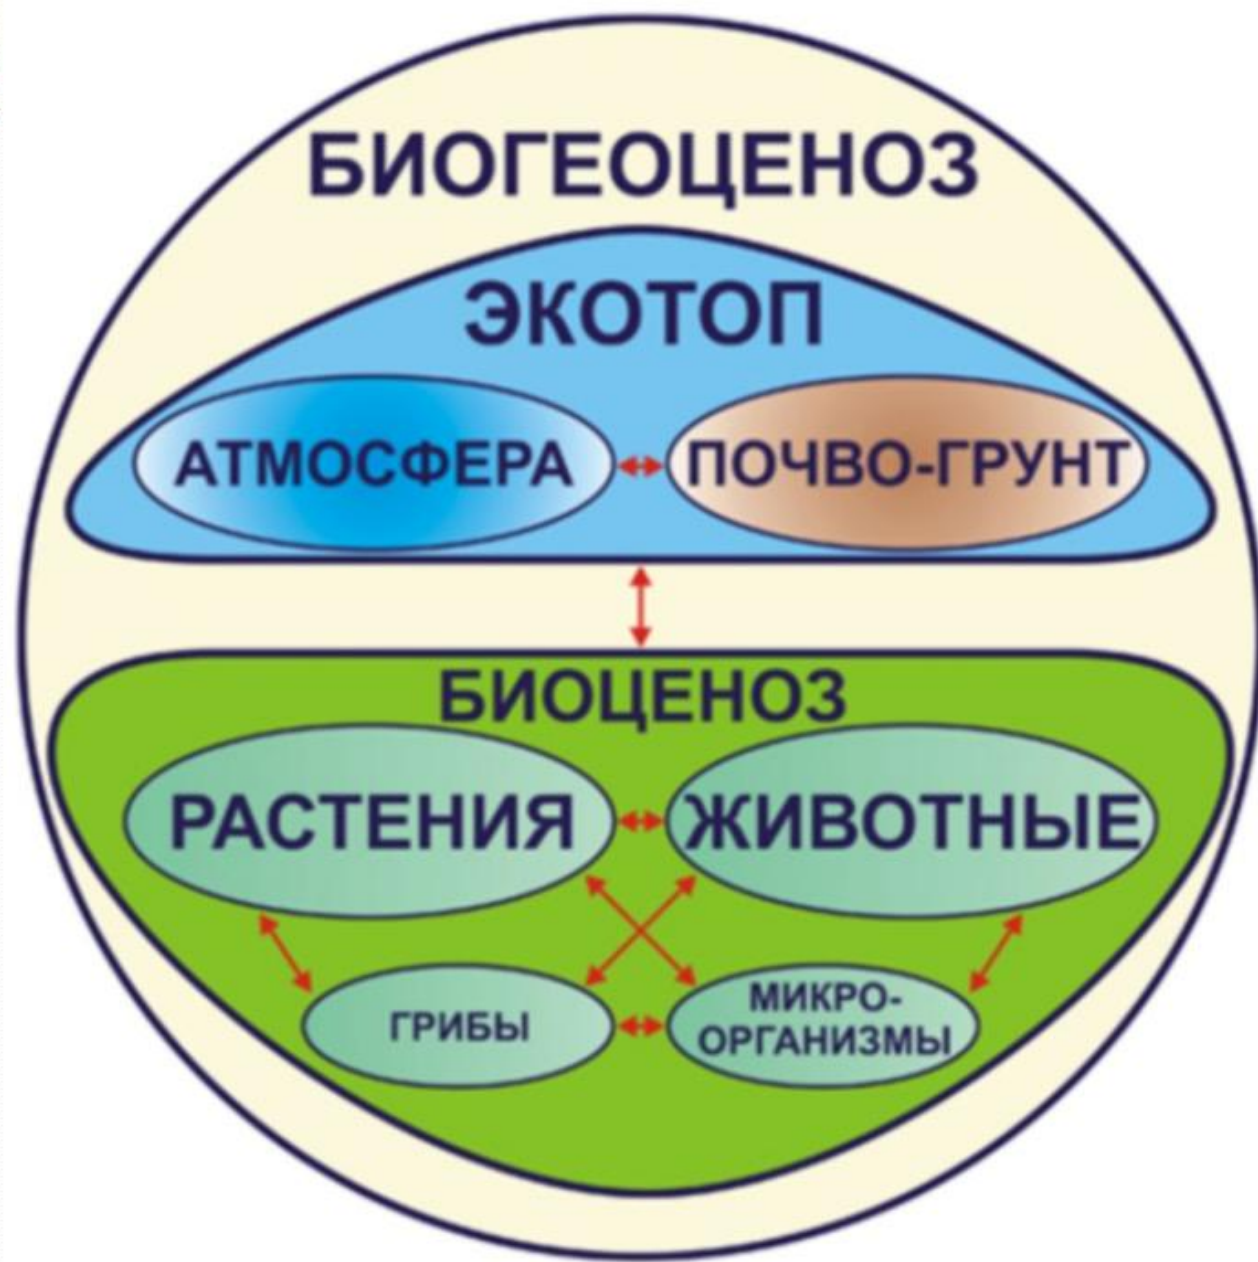 БИОГЕОЦЕНОЗ
ЭКОТОП
АТМОСФЕРА
ПОЧВО-ГРУНТ
БИОЦЕНОЗ
РАСТЕНИЯ
ЖИВОТНЫЕ
ГРИБЫ
МИКРО-
ОРГАНИЗМЫ